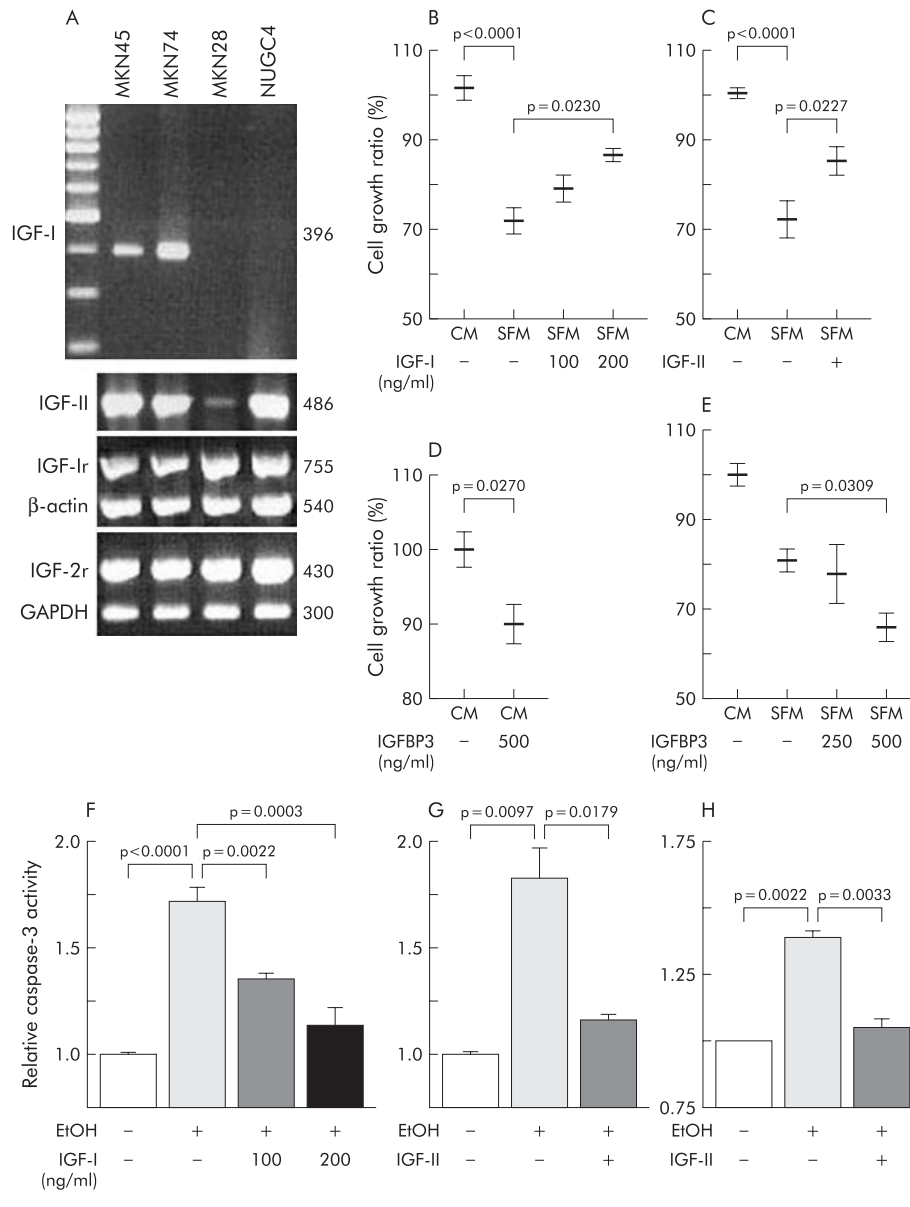 A
MKN45 MKN74 MKN28 NUGC4
IGF-I 396
IGF-II 486
IGF-Ir 755
β-actin 540
IGF-2r 430
GAPDH 300
B
p<0.0001
p=0.0230
Cell growth ratio (%)
110
90
70
50
CM SFM SFM SFM
IGF-I – – 100 200
(ng/ml)
C
p<0.0001
p=0.0227
110
90
70
50
CM SFM SFM
IGF-II – – +
D
p=0.0270
Cell growth ratio (%)
110
100
90
80
CM CM
IGFBP3 – 500
(ng/ml)
E
p=0.0309
110
90
70
50
CM SFM SFM SFM
IGFBP3 – – 250 500
(ng/ml)
F
p=0.0003
p<0.0001 p=0.0022
Relative caspase-3 activity
2.0
1.5
1.0
EtOH – + + +
IGF-I – – 100 200
(ng/ml)
G
p=0.0097 p=0.0179
2.0
1.5
1.0
EtOH – + +
IGF-II – – +
H
p=0.0022 p=0.0033
1.75
1.25
0.75
EtOH – + +
IGF-II – – +